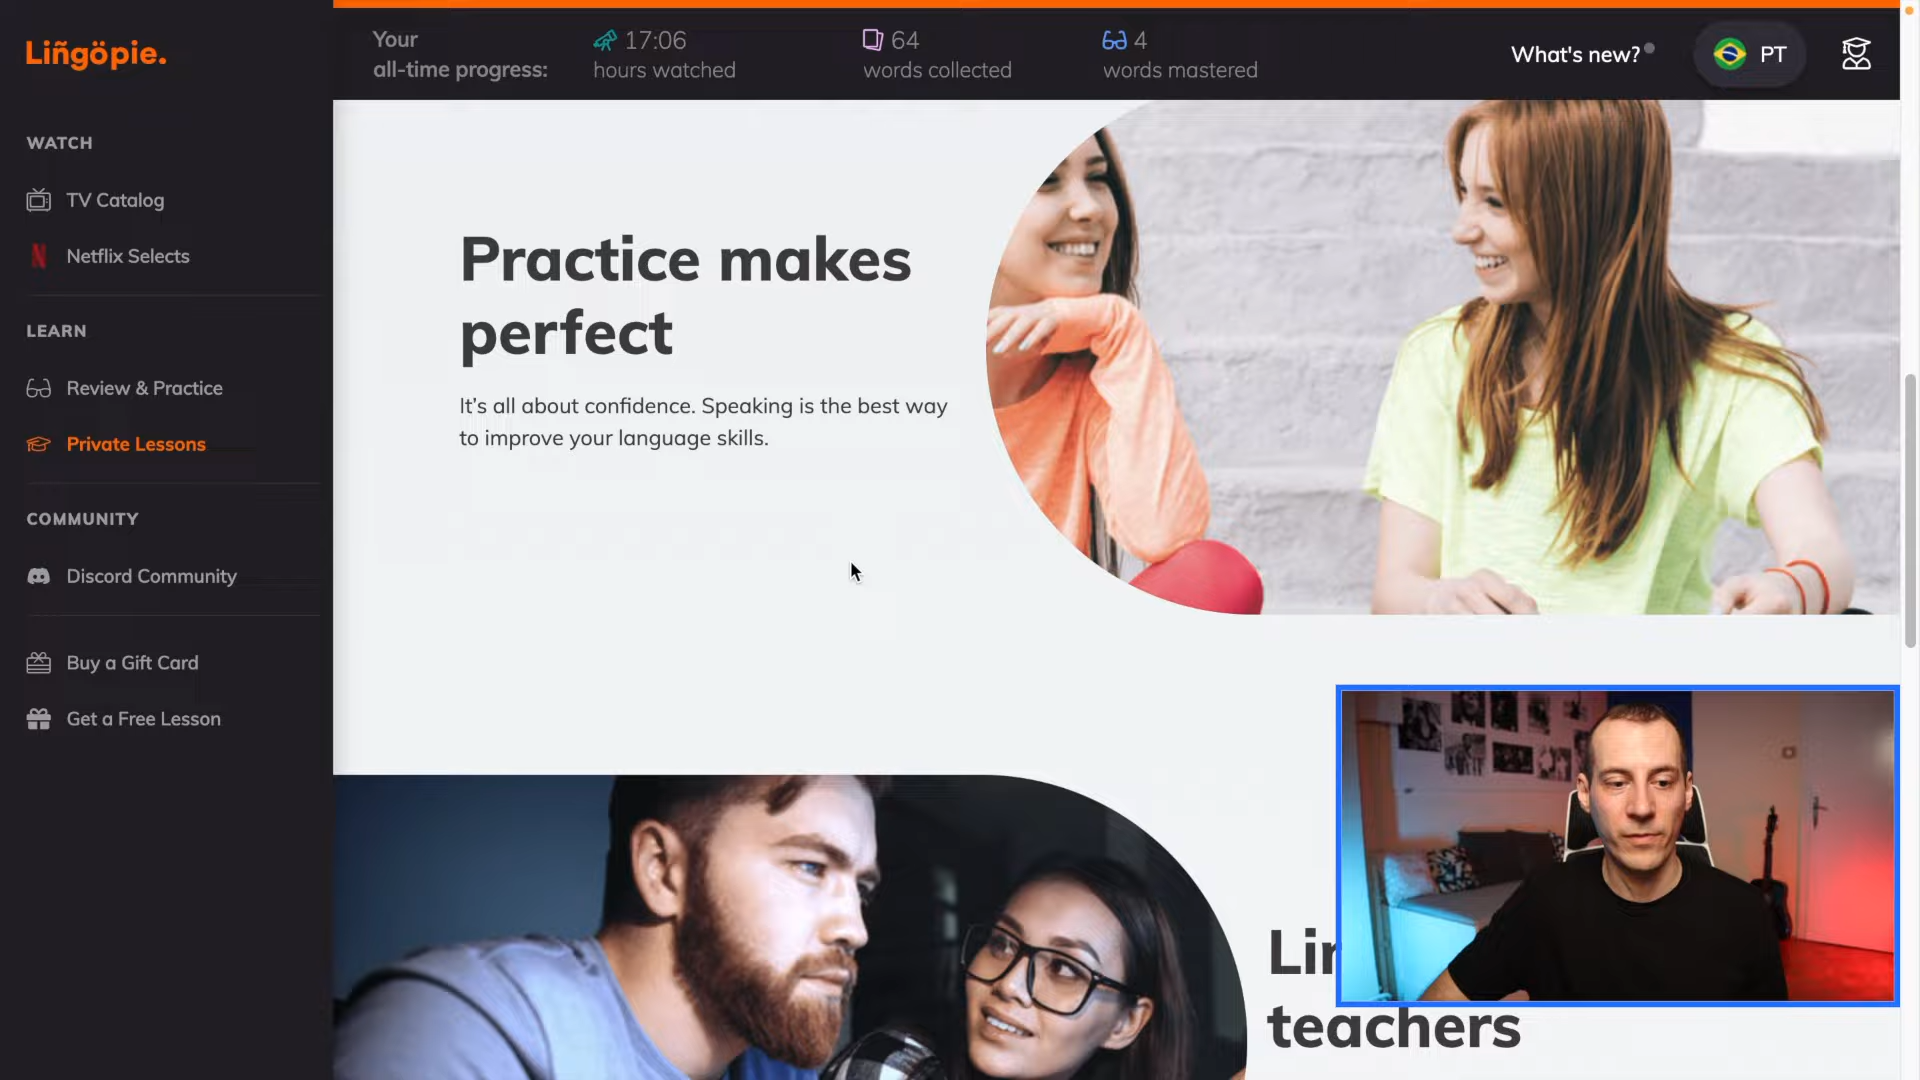 Liñgöpie.
WATCH
TV Catalog
Netflix Selects
LEARN
Review & Practice
Private Lessons
COMMUNITY
Discord Community
Buy a Gift Card
Get a Free Lesson
Your
all-time progress:
17:06
hours watched
64
words collected
4
words mastered
What's new?
PT
Practice makes
perfect
It's all about confidence. Speaking is the best way
to improve your language skills.
teachers